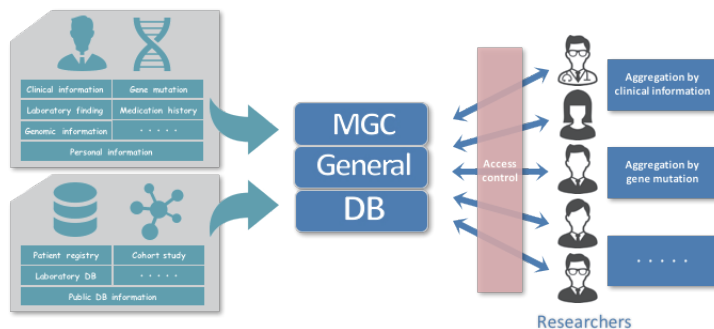 Clinical information
Gene mutation
Laboratory finding
Medication history
Genomic information
· · · · ·
Personal information
Patient registry
Cohort study
Laboratory DB
· · · · ·
Public DB information
MGC
General
DB
Access
control
Aggregation by
clinical information
Aggregation by
gene mutation
· · · · ·
Researchers